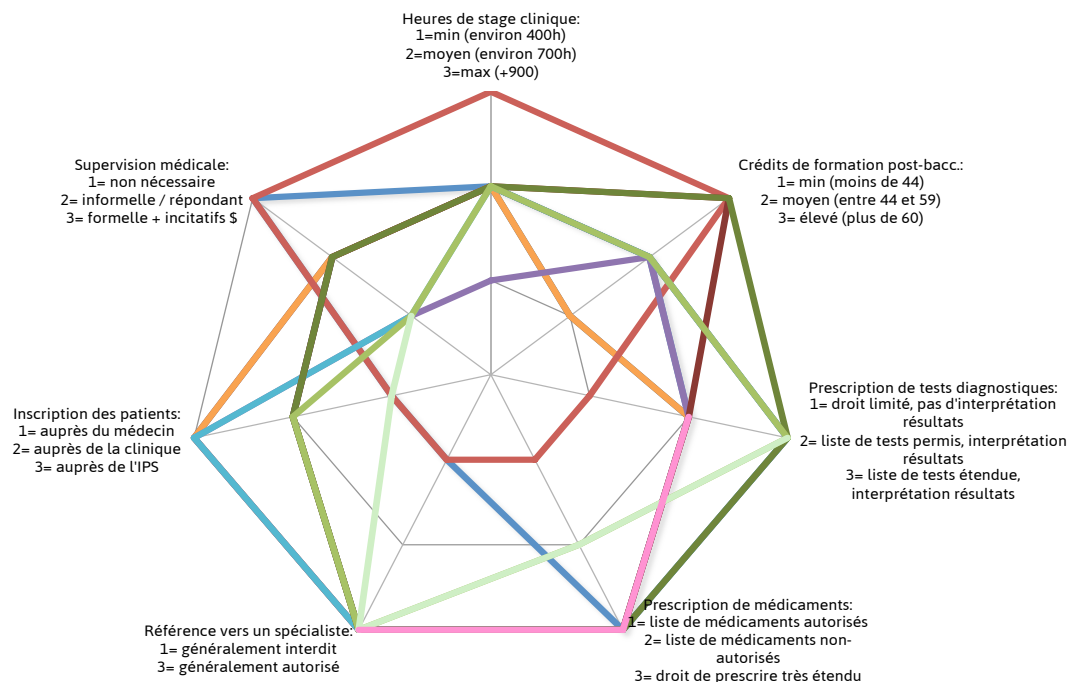 Heures de stage clinique:
1=min (environ 400h)
2=moyen (environ 700h)
3=max (+900)
Crédits de formation post-bacc.:
1= min (moins de 44)
2= moyen (entre 44 et 59)
3= élevé (plus de 60)
Prescription de tests diagnostiques:
1= droit limité, pas d'interprétation
résultats
2= liste de tests permis, interprétation
résultats
3= liste de tests étendue,
interprétation résultats
Prescription de médicaments:
1= liste de médicaments autorisés
2= liste de médicaments non-
autorisés
3= droit de prescrire très étendu
Référence vers un spécialiste:
1= généralement interdit
3= généralement autorisé
Inscription des patients:
1= auprès du médecin
2= auprès de la clinique
3= auprès de l'IPS
Supervision médicale:
1= non nécessaire
2= informelle / répondant
3= formelle + incitatifs $